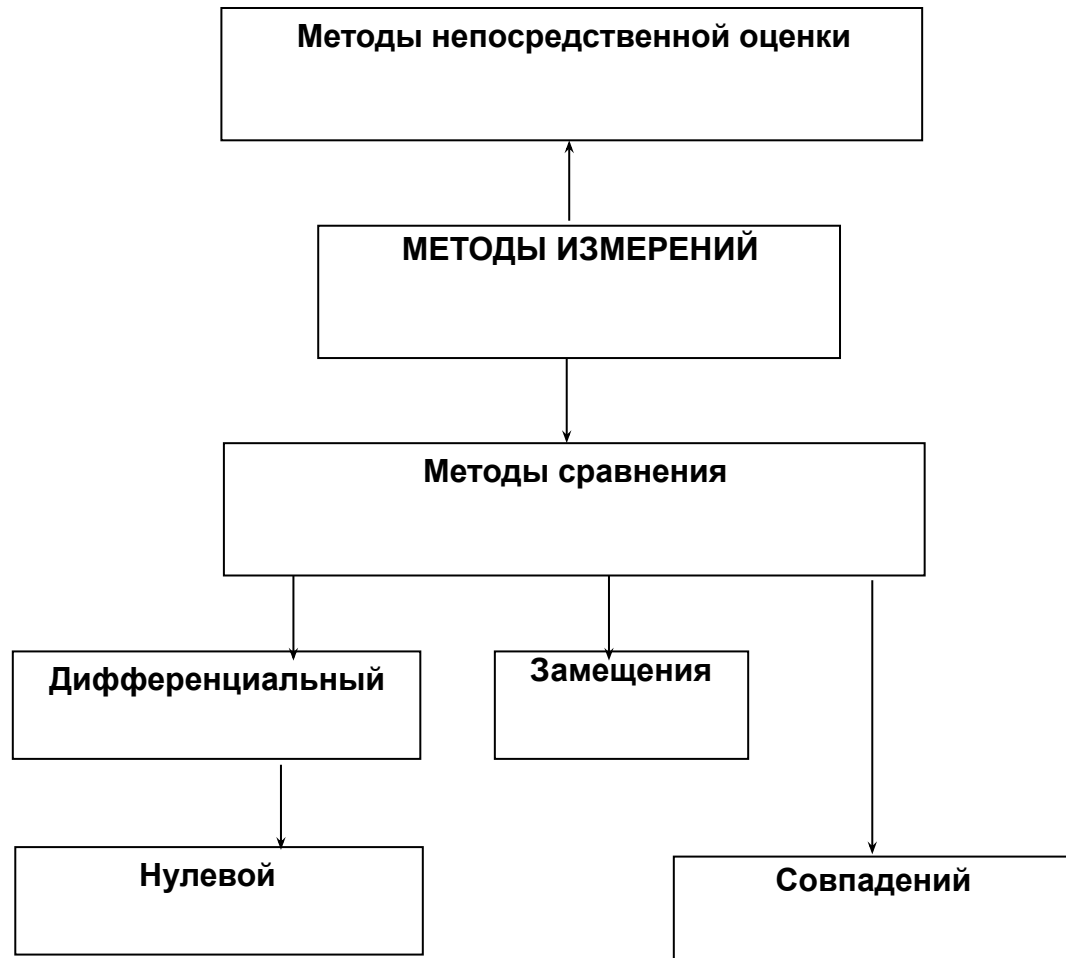 Методы непосредственной оценки
МЕТОДЫ ИЗМЕРЕНИЙ
Методы сравнения
Дифференциальный
Замещения
Нулевой
Совпадений